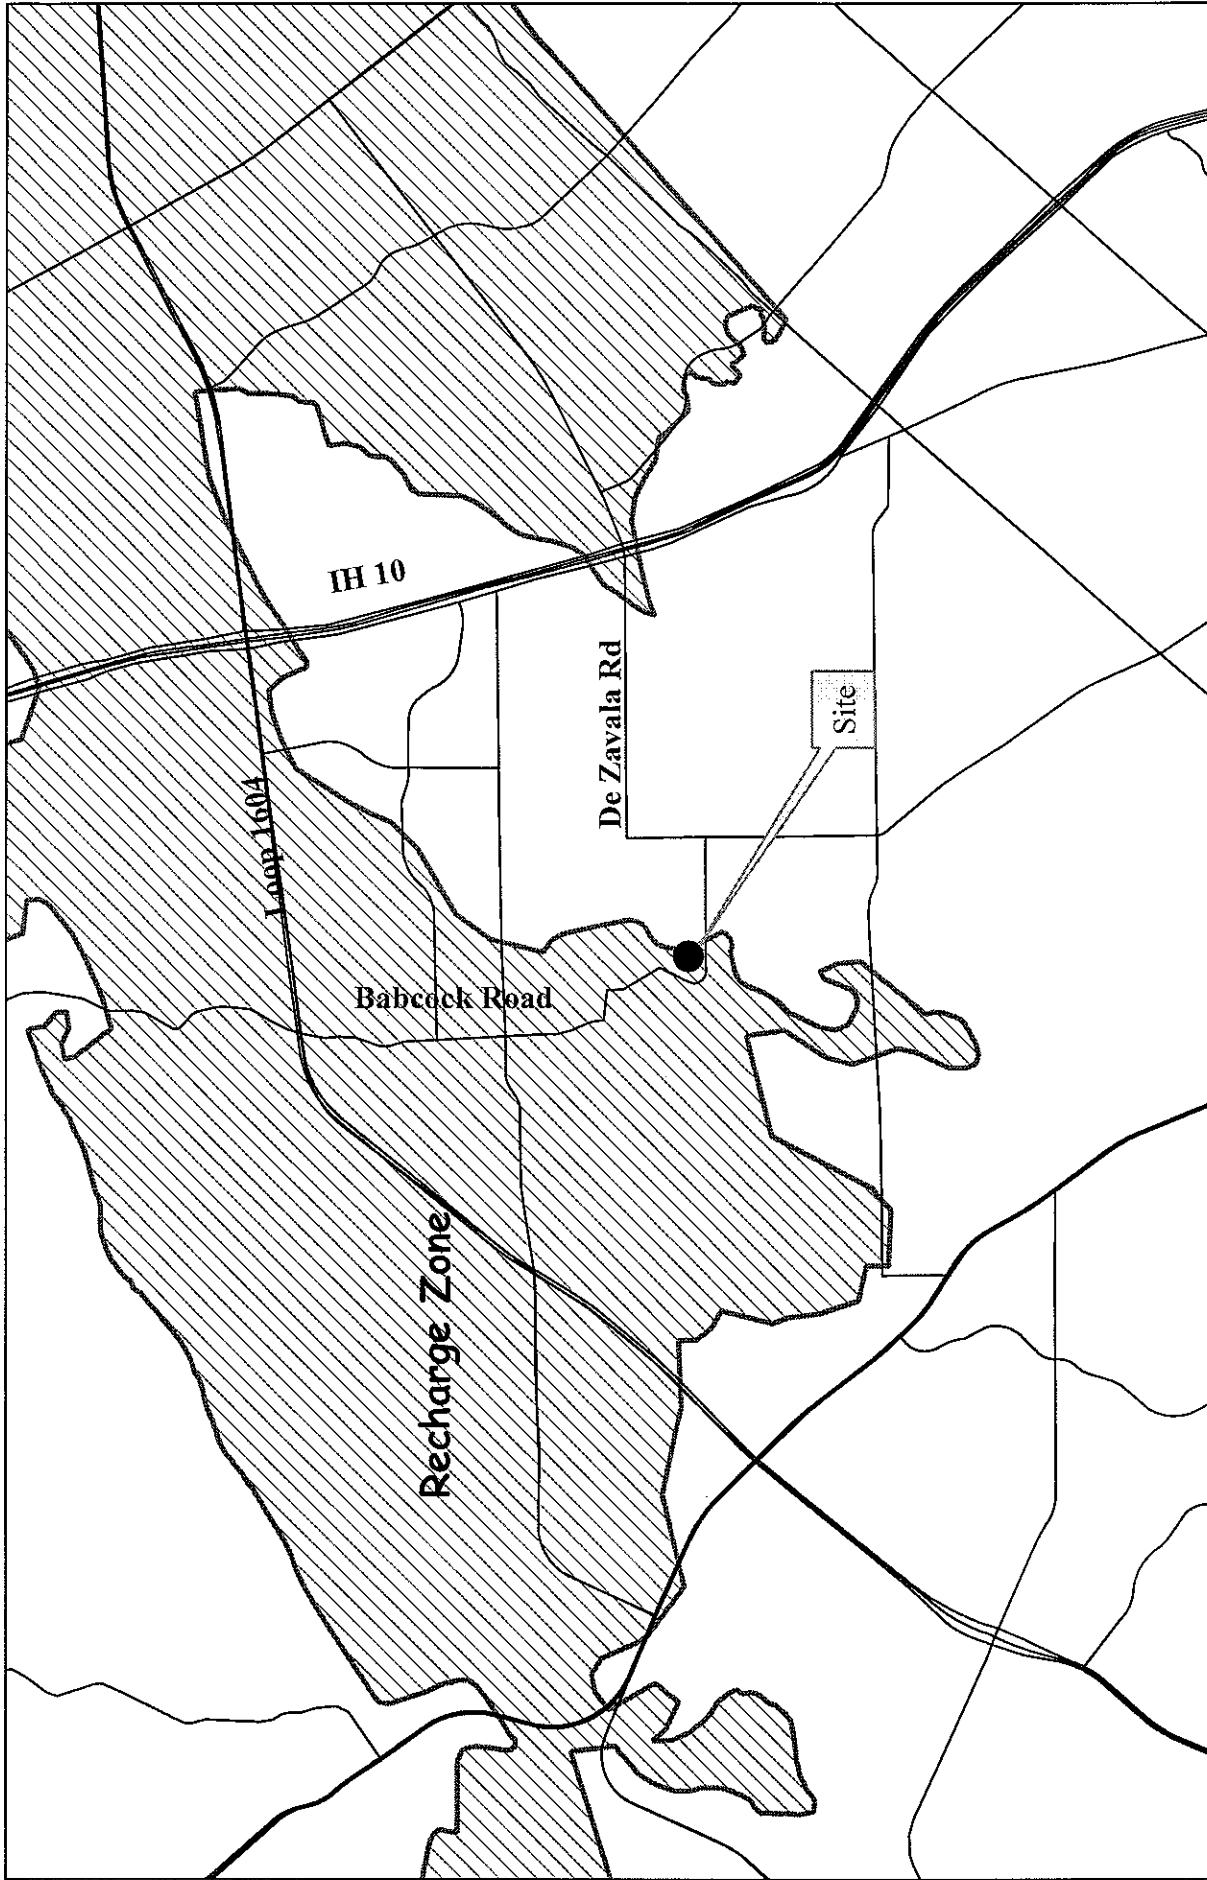 IH 10
Loop 1604
De Zavala Rd
Site
Babcock Road
Recharge Zone